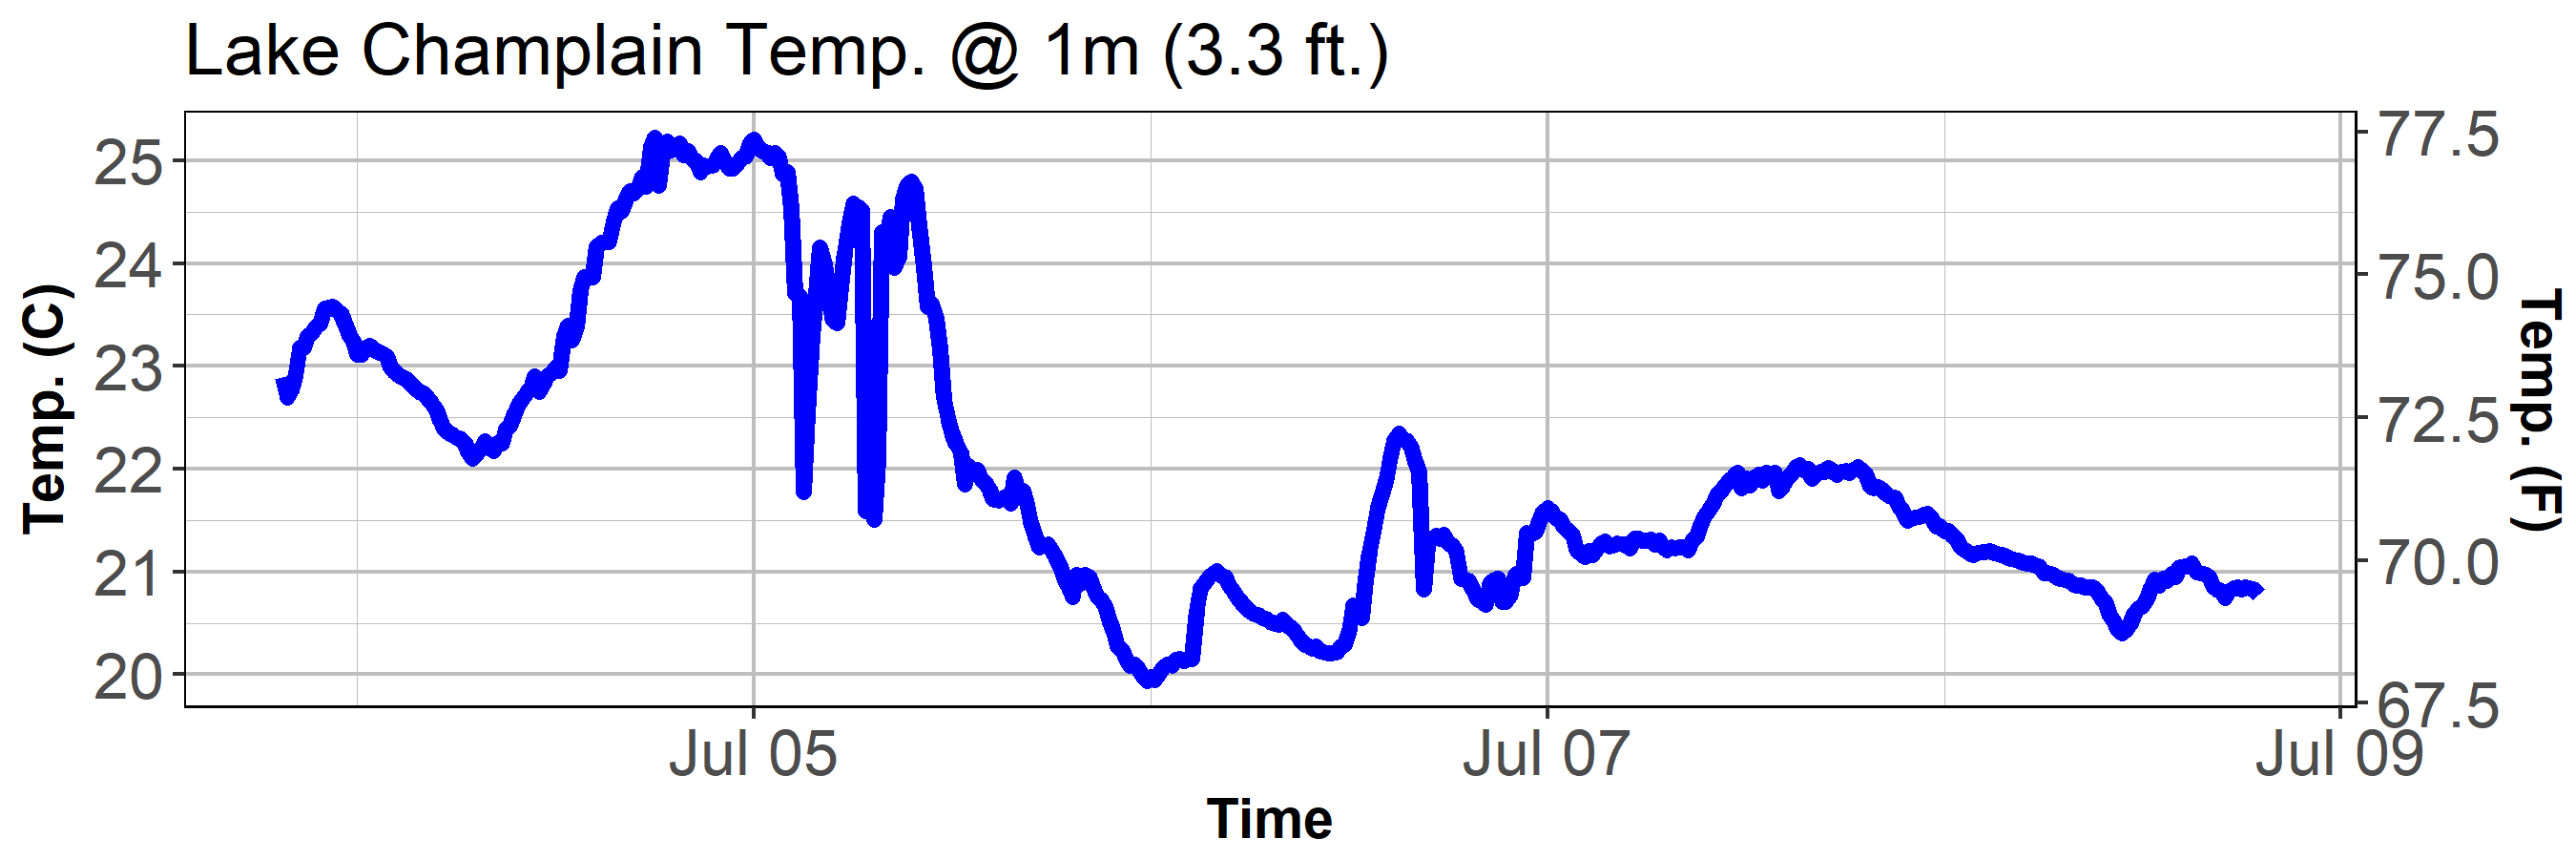 Lake Champlain Temp. @ 1m (3.3 ft.)
Temp. (C)
25
24
23
22
21
20
77.5
75.0
72.5
70.0
67.5
Temp. (F)
Jul 05
Jul 07
Jul 09
Time